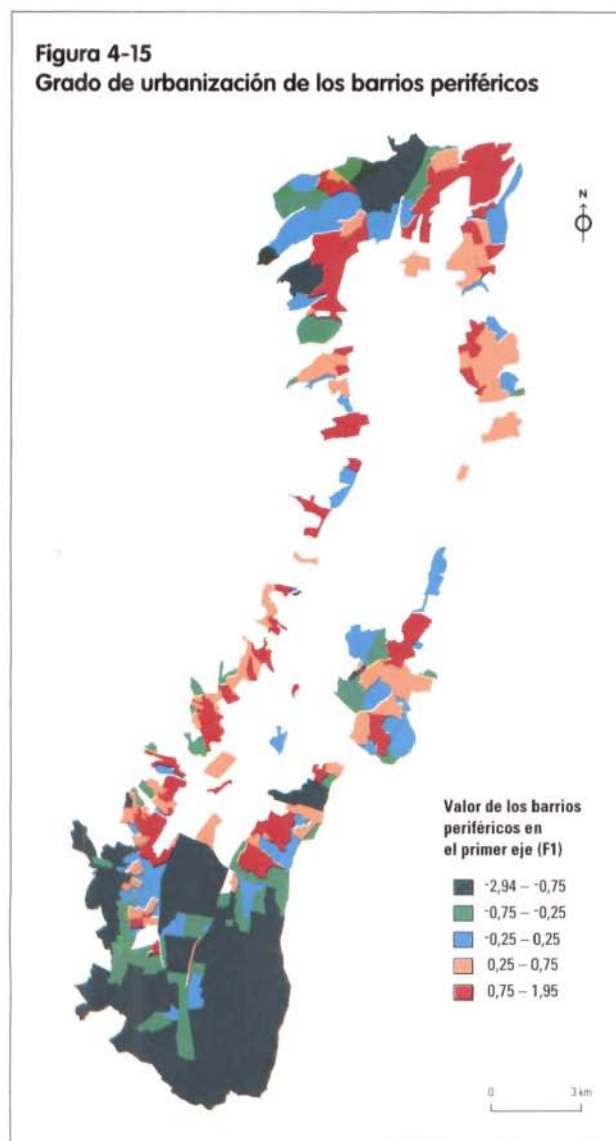 Figura 4-15
Grado de urbanización de los barrios periféricos
N
Valor de los barrios
periféricos en
el primer eje (F1)
-2,94 – -0,75
-0,75 – -0,25
-0,25 – 0,25
0,25 – 0,75
0,75 – 1,95
0 3 km